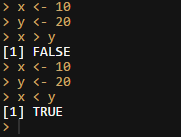 > x <- 10
> y <- 20
> x > y
[1] FALSE
> x <- 10
> y <- 20
> x < y
[1] TRUE
>